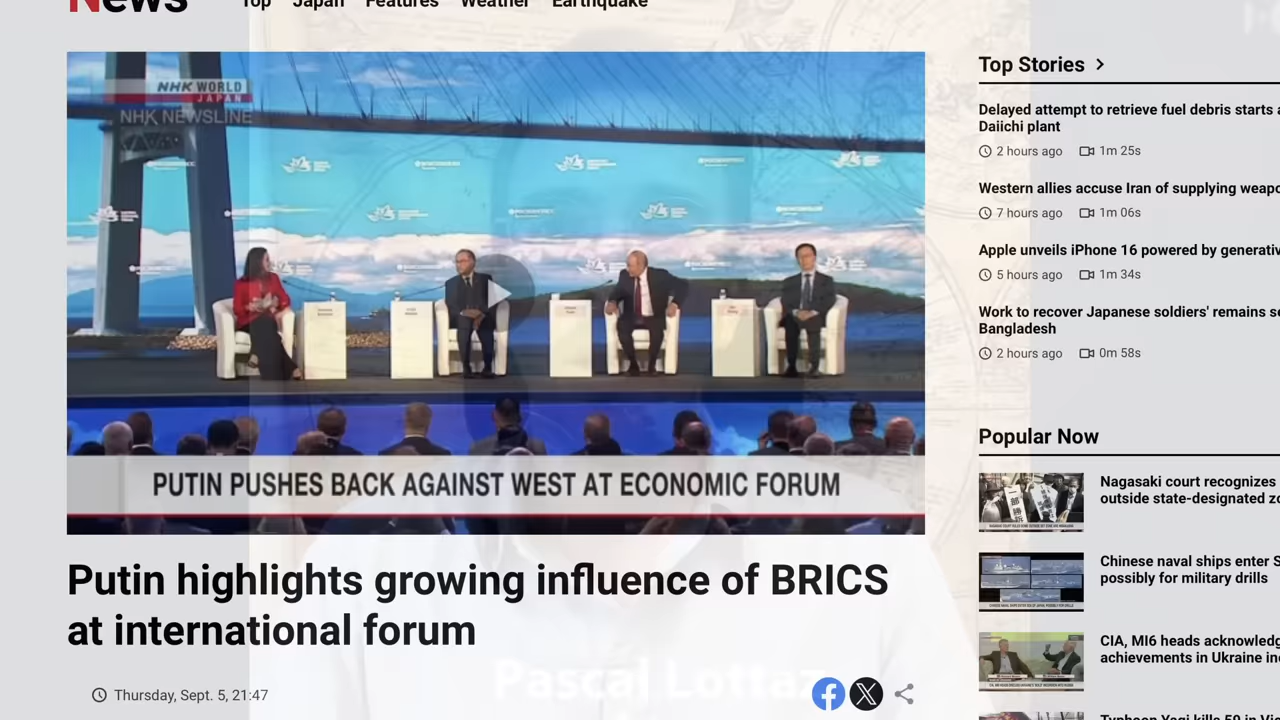 News
Top Japan Features Weather Earthquake
NHK WORLD
JAPAN
NHK NEWSLINE
PUTIN PUSHES BACK AGAINST WEST AT ECONOMIC FORUM
Putin highlights growing influence of BRICS
at international forum
Thursday, Sept. 5, 21:47
Top Stories
Delayed attempt to retrieve fuel debris starts
Daiichi plant
2 hours ago 1m 25s
Western allies accuse Iran of supplying weapo
7 hours ago 1m 06s
Apple unveils iPhone 16 powered by generativ
5 hours ago 1m 34s
Work to recover Japanese soldiers' remains s
Bangladesh
2 hours ago 0m 58s
Popular Now
Nagasaki court recognizes
outside state-designated zo
Chinese naval ships enter S
possibly for military drills
CIA, MI6 heads acknowledg
achievements in Ukraine in
Typhoon Yagi kills 59 in Vi